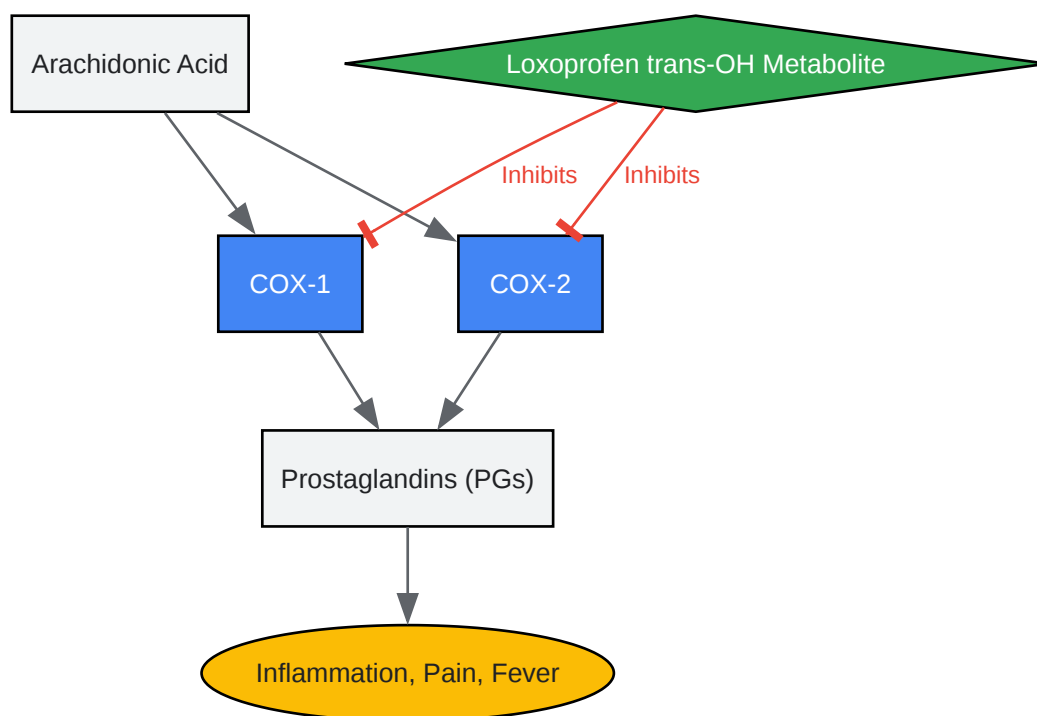 Arachidonic Acid
Loxoprofen trans-OH Metabolite
Inhibits
Inhibits
COX-1
COX-2
Prostaglandins (PGs)
Inflammation, Pain, Fever